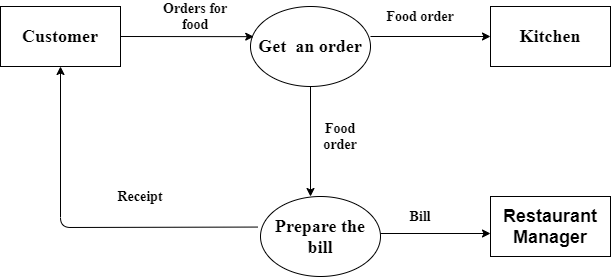 Orders for
food
Food order
Customer
Get an order
Kitchen
Food
order
Receipt
Prepare the
bill
Bill
Restaurant
Manager